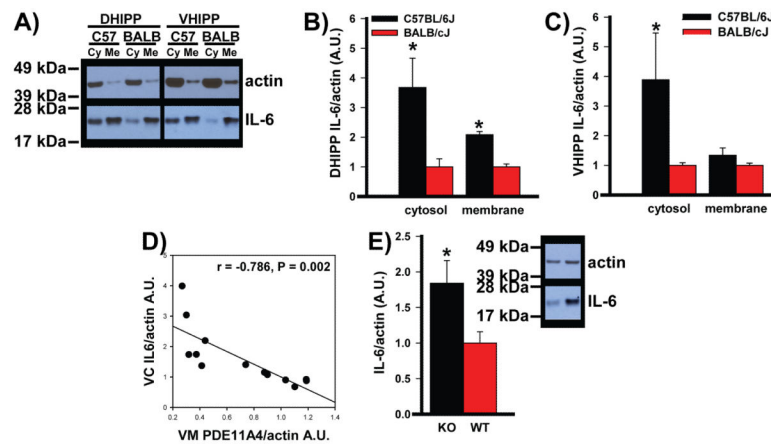 A)
DHIPP VHIPP
C57 BALB C57 BALB
Cy Me Cy Me Cy Me Cy Me
49 kDa
actin
39 kDa
28 kDa
IL-6
17 kDa
B)
C57BL/6J
BALB/cJ
DHIPP IL-6/actin (A.U.)
6
5
4
3
2
1
0
*
*
cytosol membrane
C)
C57BL/6J
BALB/cJ
VHIPP IL-6/actin (A.U.)
6
5
4
3
2
1
0
*
cytosol membrane
D)
r = -0.786, P = 0.002
VC IL6/actin A.U.
5
4
3
2
1
0
0.2 0.4 0.6 0.8 1.0 1.2 1.4
VM PDE11A4/actin A.U.
E)
IL-6/actin (A.U.)
2.5
2.0
1.5
1.0
0.5
0.0
*
KO WT
49 kDa
actin
39 kDa
28 kDa
IL-6
17 kDa